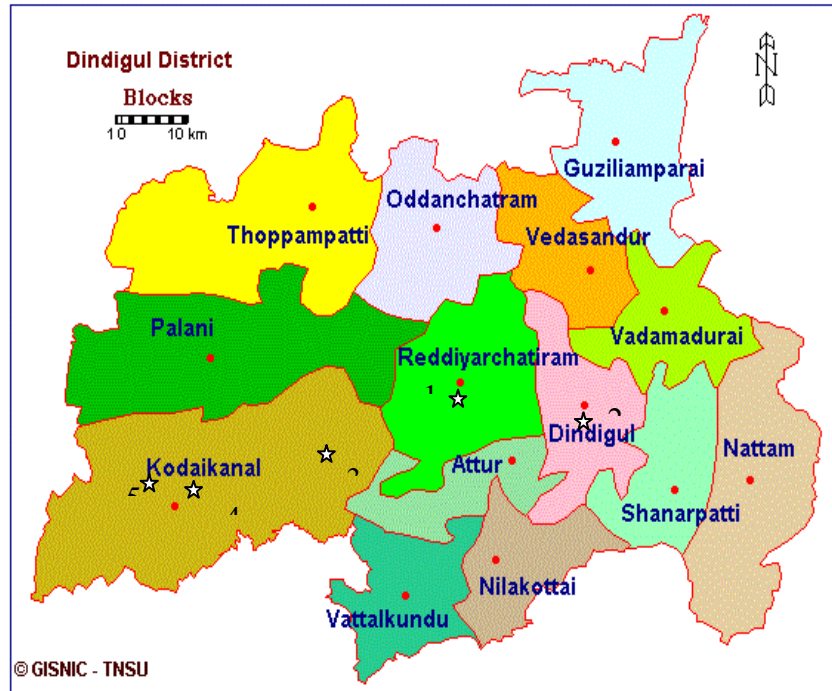 Dindigul District
Blocks
10 10 km
N
Guziliamparai
Oddanchatram
Thoppampatti
Vedasandur
Palani
Vadamadurai
Reddiyarchatiram
1
Dindigul
Nattam
Attur
Kodaikanal
Shanarpatti
Nilakottai
Vattalkundu
© GISNIC - TNSU